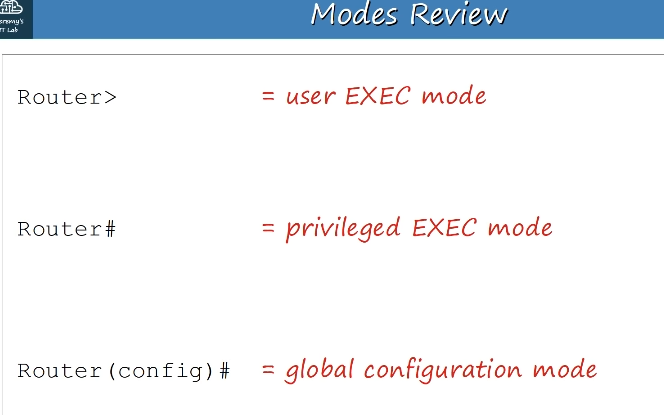 Jeremy's
IT Lab
Modes Review
Router> = user EXEC mode
Router# = privileged EXEC mode
Router(config)# = global configuration mode